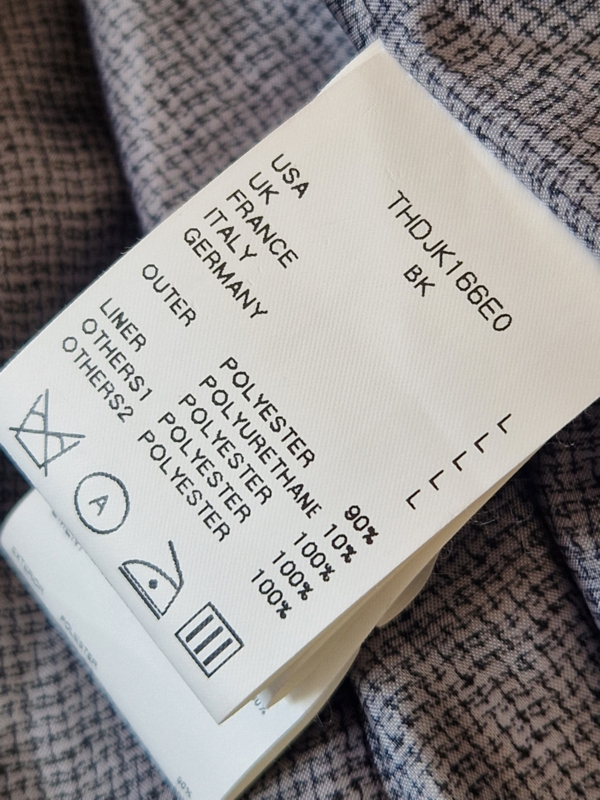 THDJK166E0
BK
USA L
UK L
FRANCE L
ITALY L
GERMANY L
OUTER POLYESTER 90%
POLYURETHANE 10%
LINER POLYESTER 100%
OTHERS1 POLYESTER 100%
OTHERS2 POLYESTER 100%
A
POLYESTER